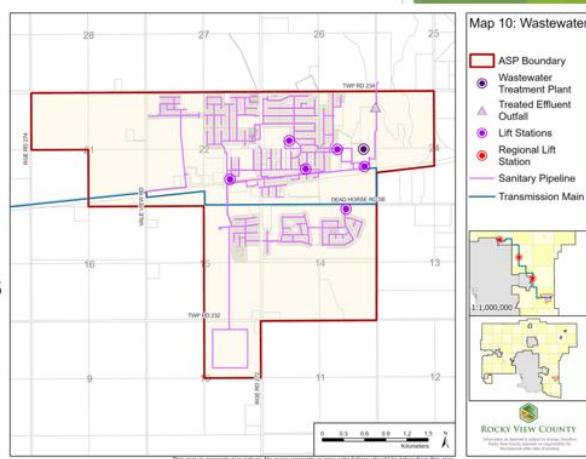 Map 10: Wastewater
ASP Boundary
Wastewater
Treatment Plant
Treated Effluent
Outfall
Lift Stations
Regional Lift
Station
Sanitary Pipeline
Transmission Main
1:1,000,000
ROCKY VIEW COUNTY
28
27
26
25
TWP RD 234
RGE RD 274
21
22
24
VALE VIEW RD
DEAD HORSE RD SE
16
15
14
13
TWP RD 232
9
10
11
12
RGE RD 272
0 0.3 0.6 0.9 1.2 1.5
Kilometers
N